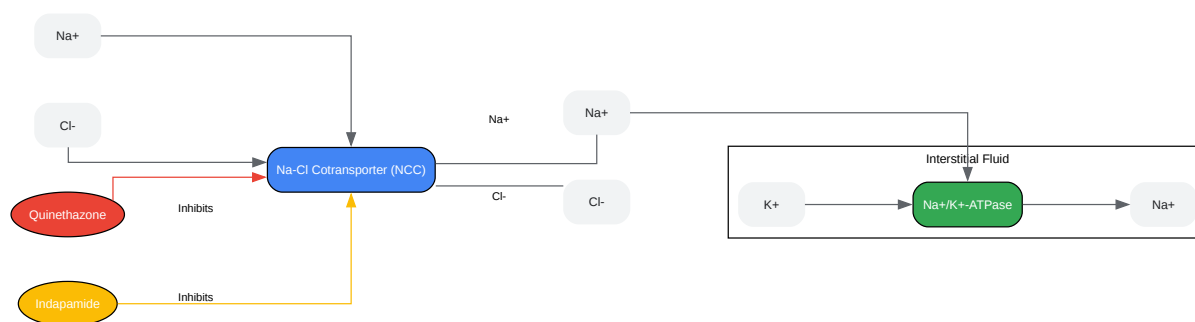 Na+
Cl-
Quinethazone
Inhibits
Indapamide
Inhibits
Na-Cl Cotransporter (NCC)
Na+
Cl-
Na+
Cl-
Interstitial Fluid
K+
Na+/K+-ATPase
Na+